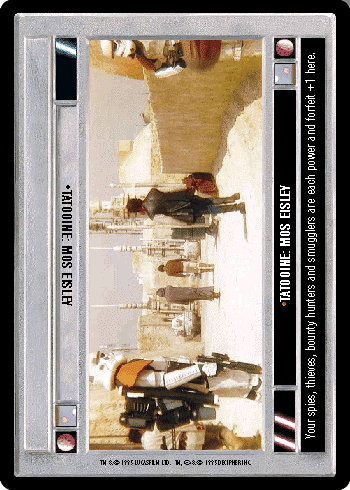 •TATOOINE: MOS EISLEY
•TATOOINE: MOS EISLEY
Your spies, thieves, bounty hunters and smugglers are each power and forfeit +1 here.
TM & © 1995 LUCASFILM LTD. TM, ® & © 1995 DECIPHER INC.